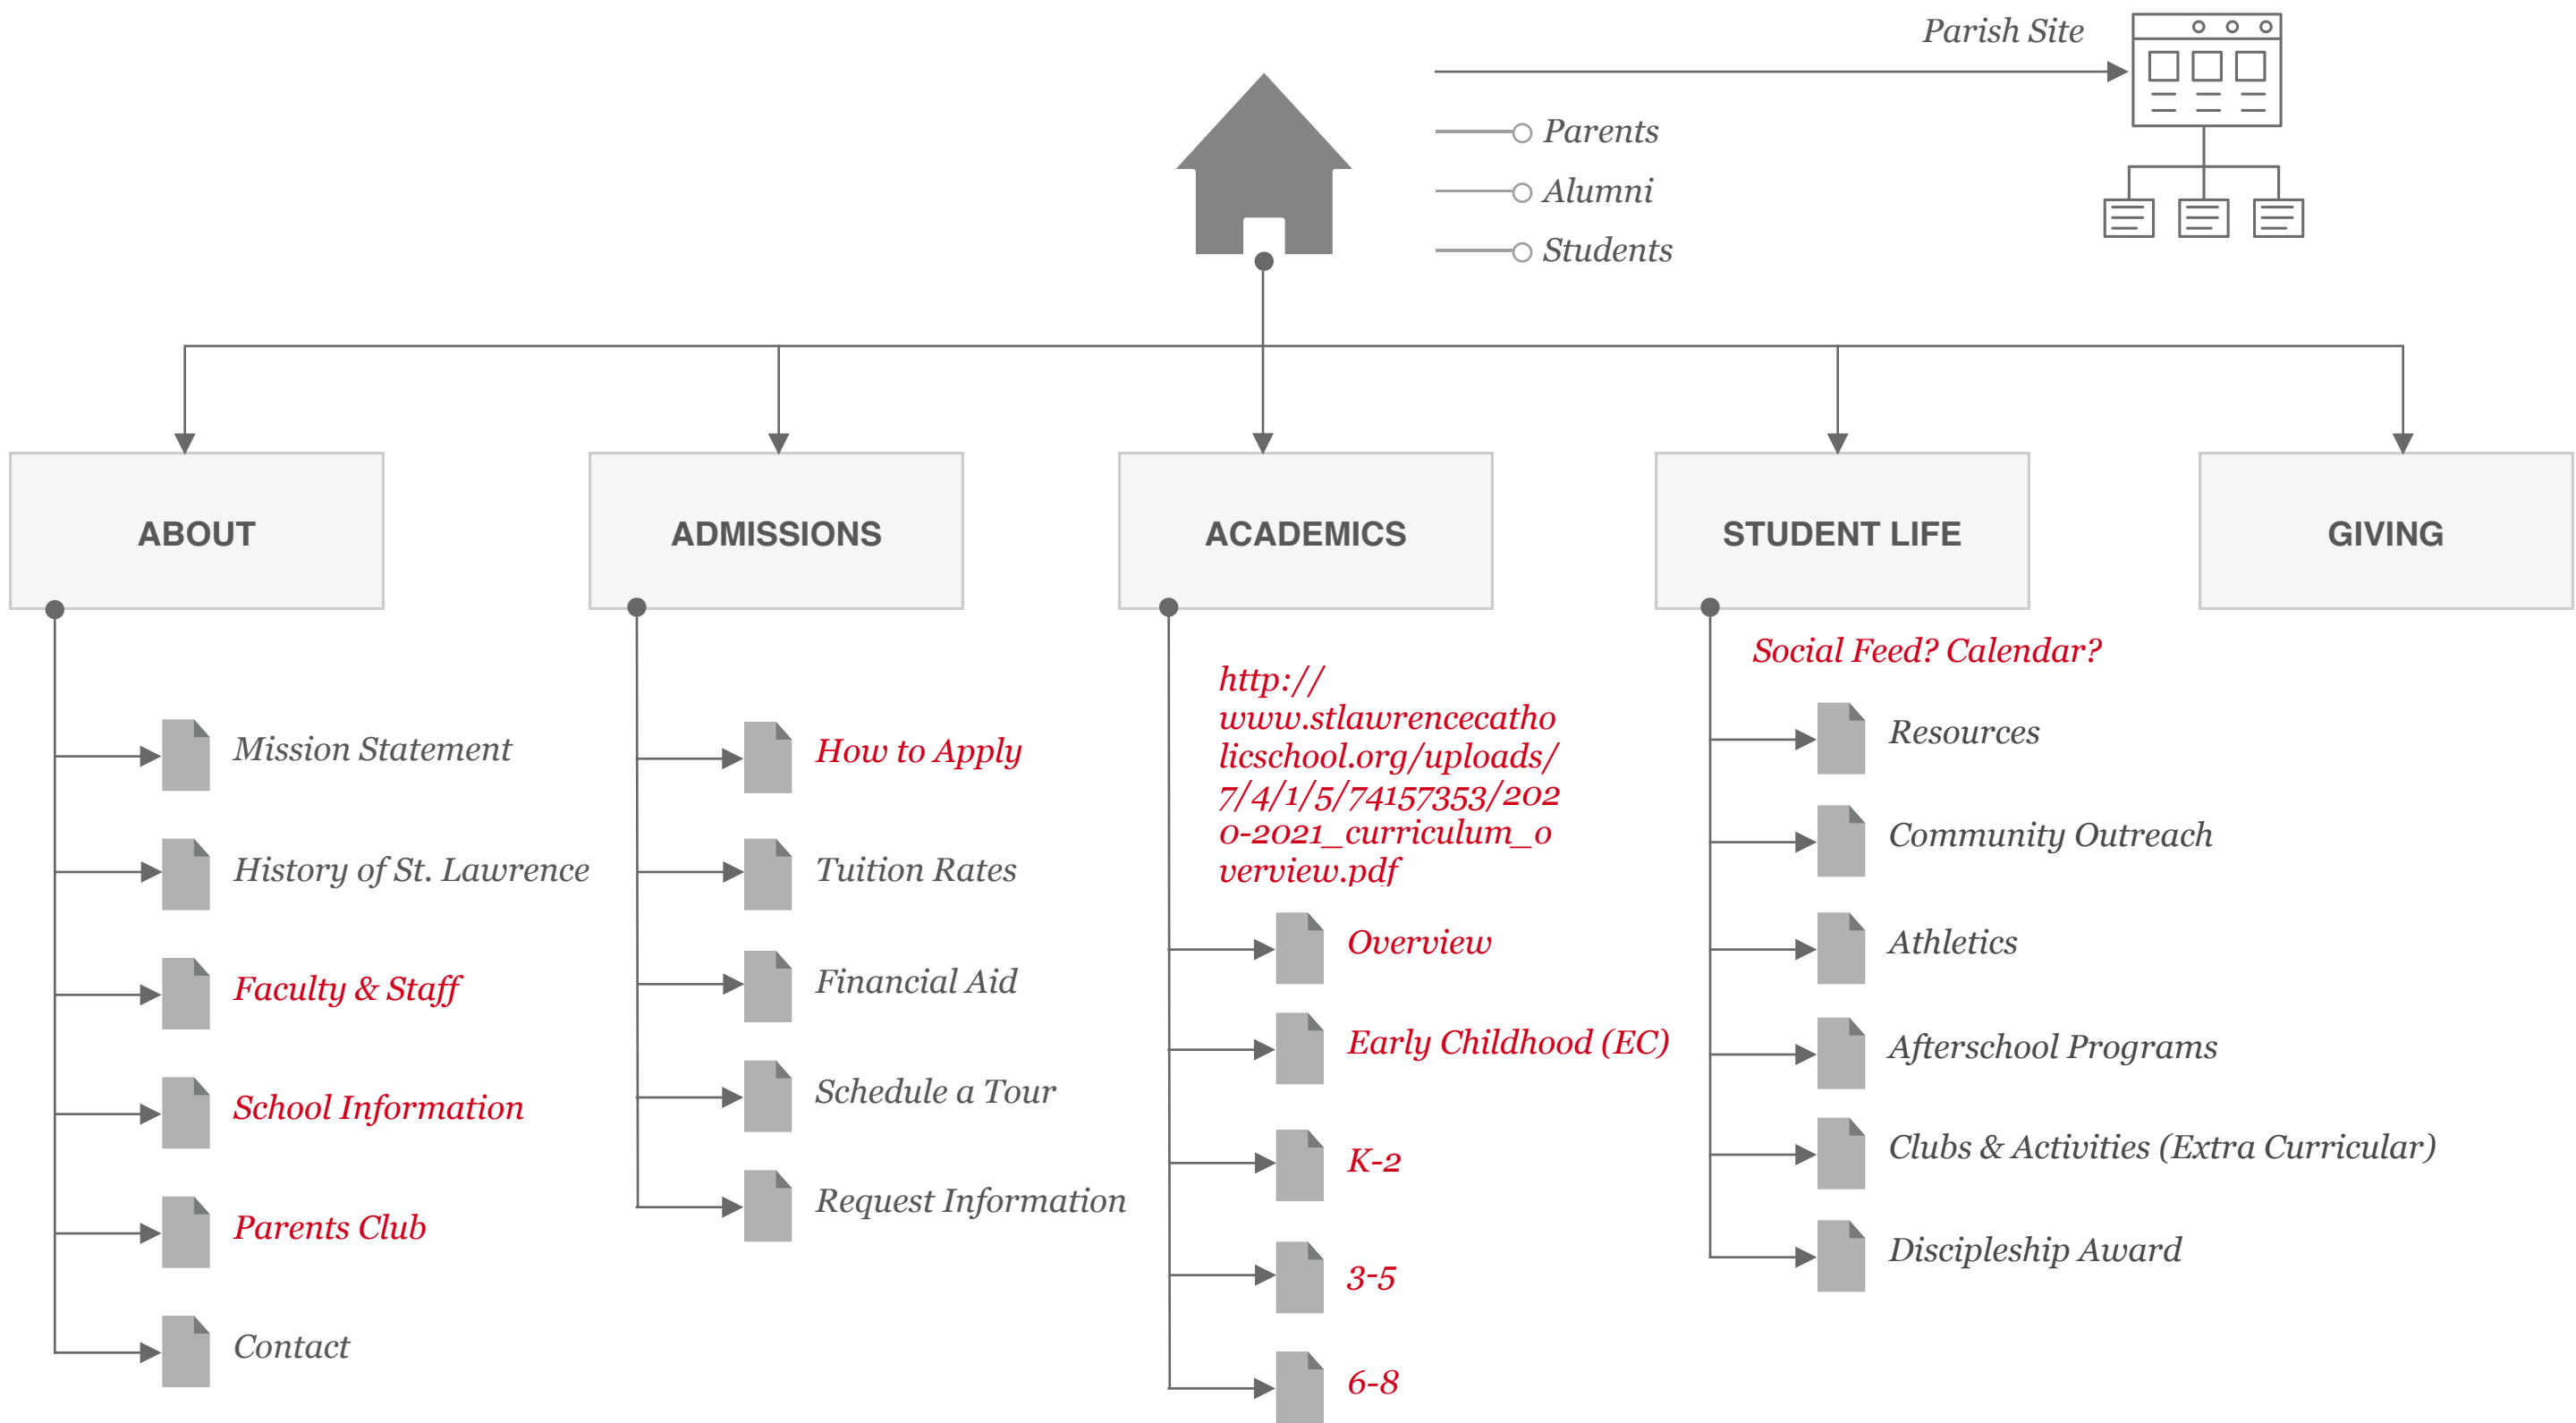 Parish Site
Parents
Alumni
Students
ABOUT
Mission Statement
History of St. Lawrence
Faculty & Staff
School Information
Parents Club
Contact
ADMISSIONS
How to Apply
Tuition Rates
Financial Aid
Schedule a Tour
Request Information
ACADEMICS
http://
www.stlawrencecatho
licschool.org/uploads/
7/4/1/5/74157353/202
0-2021_curriculum_o
verview.pdf
Overview
Early Childhood (EC)
K-2
3-5
6-8
STUDENT LIFE
Social Feed? Calendar?
Resources
Community Outreach
Athletics
Afterschool Programs
Clubs & Activities (Extra Curricular)
Discipleship Award
GIVING